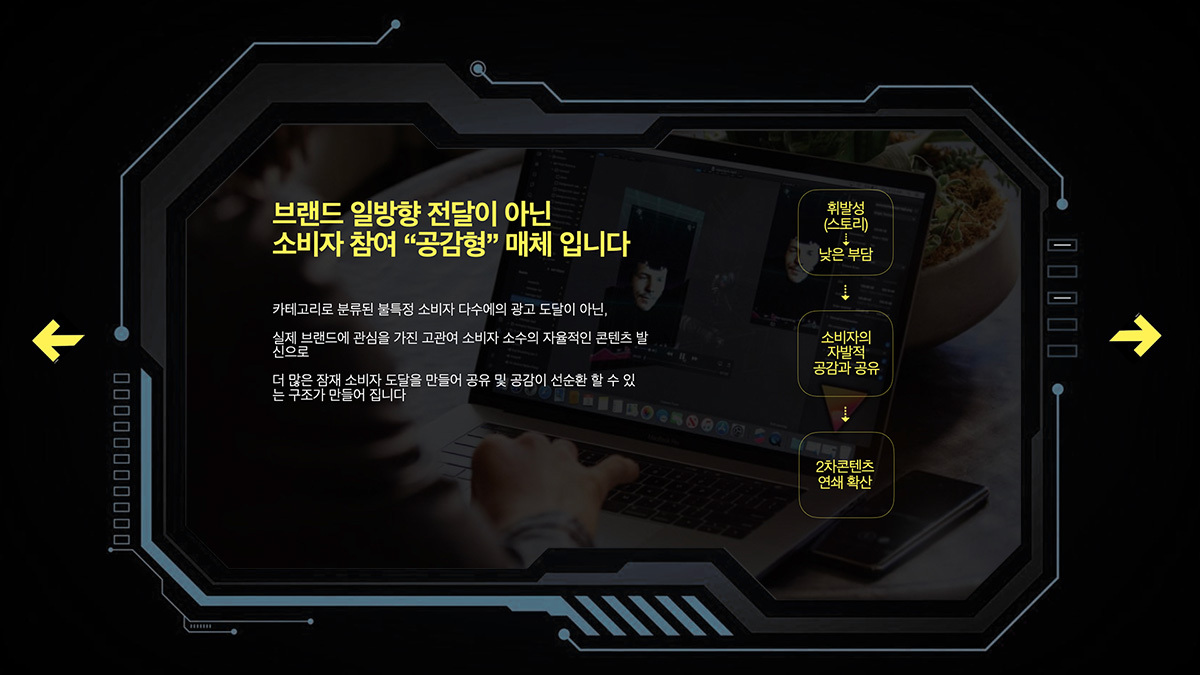 브랜드 일방향 전달이 아닌
소비자 참여 “공감형” 매체 입니다
카테고리로 분류된 불특정 소비자 다수에의 광고 도달이 아닌,
실제 브랜드에 관심을 가진 고관여 소비자 소수의 자율적인 콘텐츠 발
신으로
더 많은 잠재 소비자 도달을 만들어 공유 및 공감이 선순환 할 수 있
는 구조가 만들어 집니다
휘발성
(스토리)
낮은 부담
소비자의
자발적
공감과 공유
2차콘텐츠
연쇄 확산